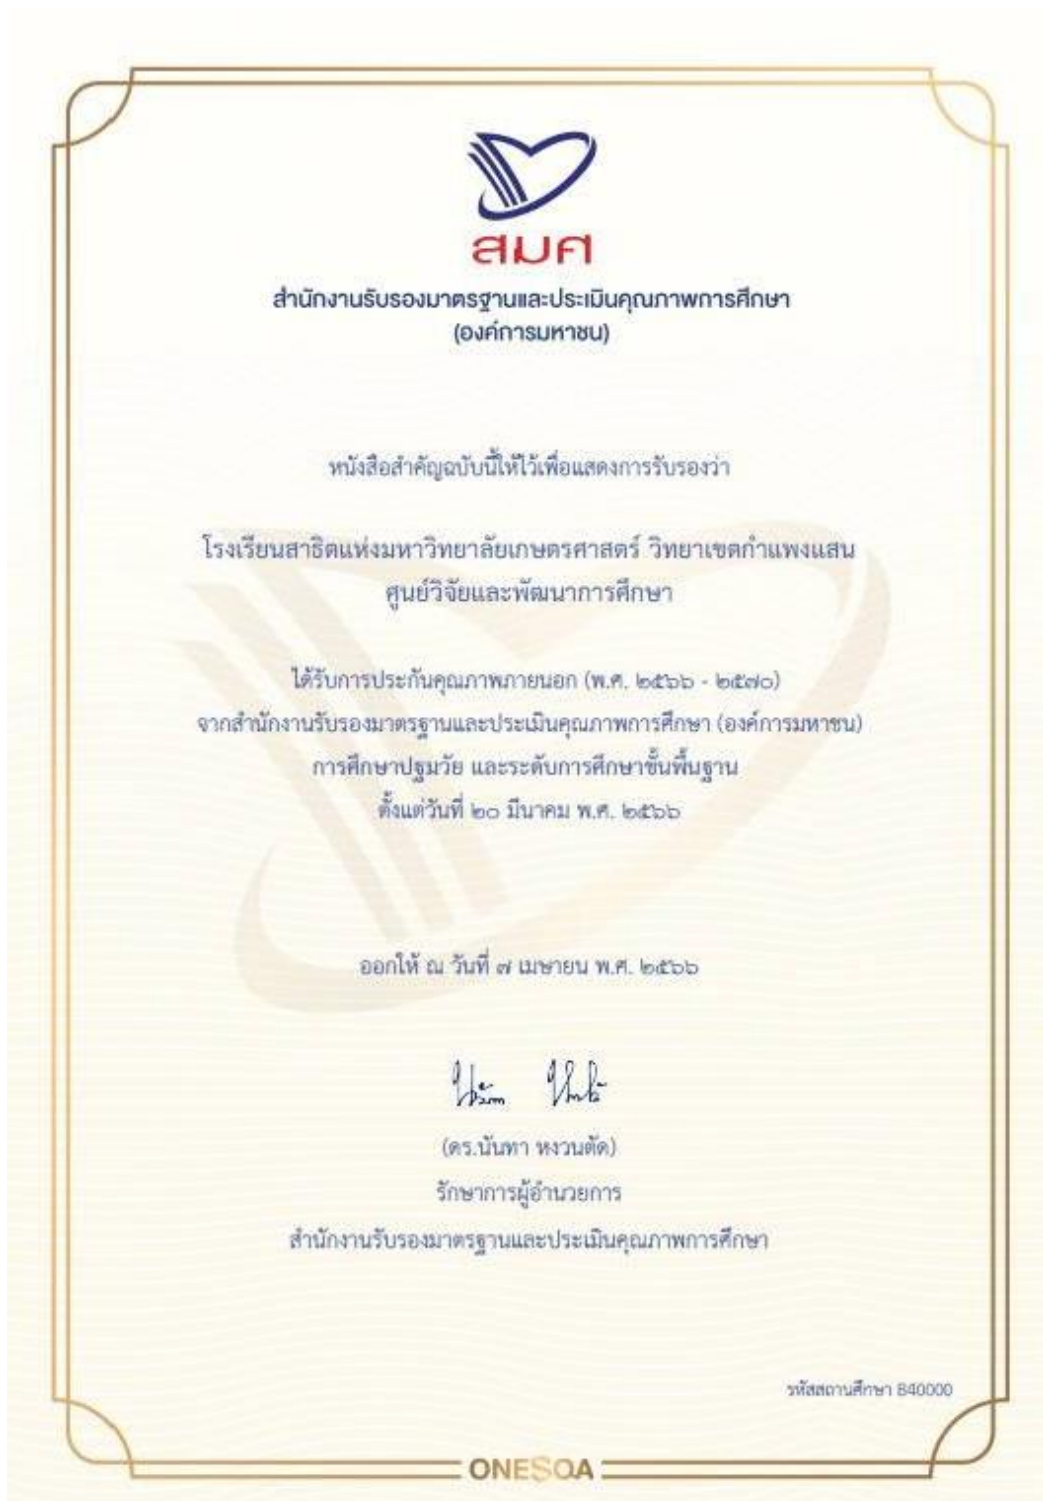 สมศ
สำนักงานรับรองมาตรฐานและประเมินคุณภาพการศึกษา
(องค์การมหาชน)
หนังสือสำคัญฉบับนี้ให้ไว้เพื่อแสดงการรับรองว่า
โรงเรียนสาธิตแห่งมหาวิทยาลัยเกษตรศาสตร์ วิทยาเขตกำแพงแสน
ศูนย์วิจัยและพัฒนาการศึกษา
ได้รับการประกันคุณภาพภายนอก (พ.ศ. ๒๕๖๖ - ๒๕๗๐)
จากสำนักงานรับรองมาตรฐานและประเมินคุณภาพการศึกษา (องค์การมหาชน)
การศึกษาปฐมวัย และระดับการศึกษาขั้นพื้นฐาน
ตั้งแต่วันที่ ๒๐ มีนาคม พ.ศ. ๒๕๖๖
ออกให้ ณ วันที่ ๗ เมษายน พ.ศ. ๒๕๖๖
(ดร.นันทา หงวนตัด)
รักษาการผู้อำนวยการ
สำนักงานรับรองมาตรฐานและประเมินคุณภาพการศึกษา
รหัสสถานศึกษา 840000
ONESQA